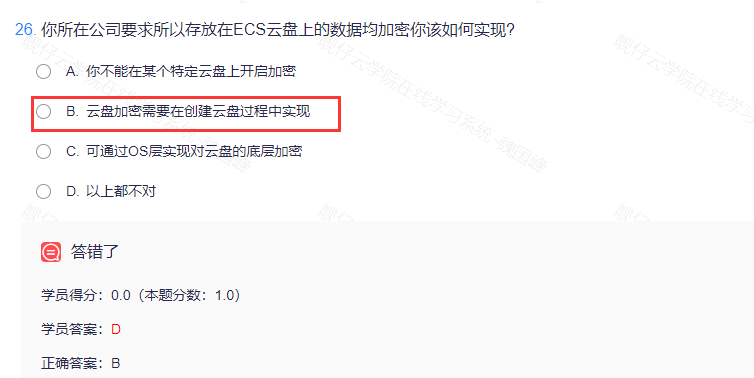 26. 你所在公司要求所以存放在ECS云盘上的数据均加密你该如何实现?
A. 你不能在某个特定云盘上开启加密
B. 云盘加密需要在创建云盘过程中实现
C. 可通过OS层实现对云盘的底层加密
D. 以上都不对
答错了
学员得分：0.0（本题分数：1.0）
学员答案：D
正确答案：B